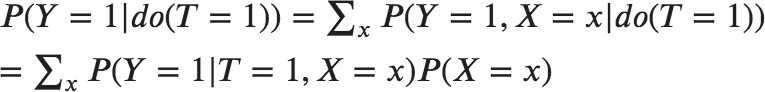 P(Y = 1|do(T = 1)) = ∑ₓ P(Y = 1, X = x|do(T = 1))
= ∑ₓ P(Y = 1|T = 1, X = x)P(X = x)